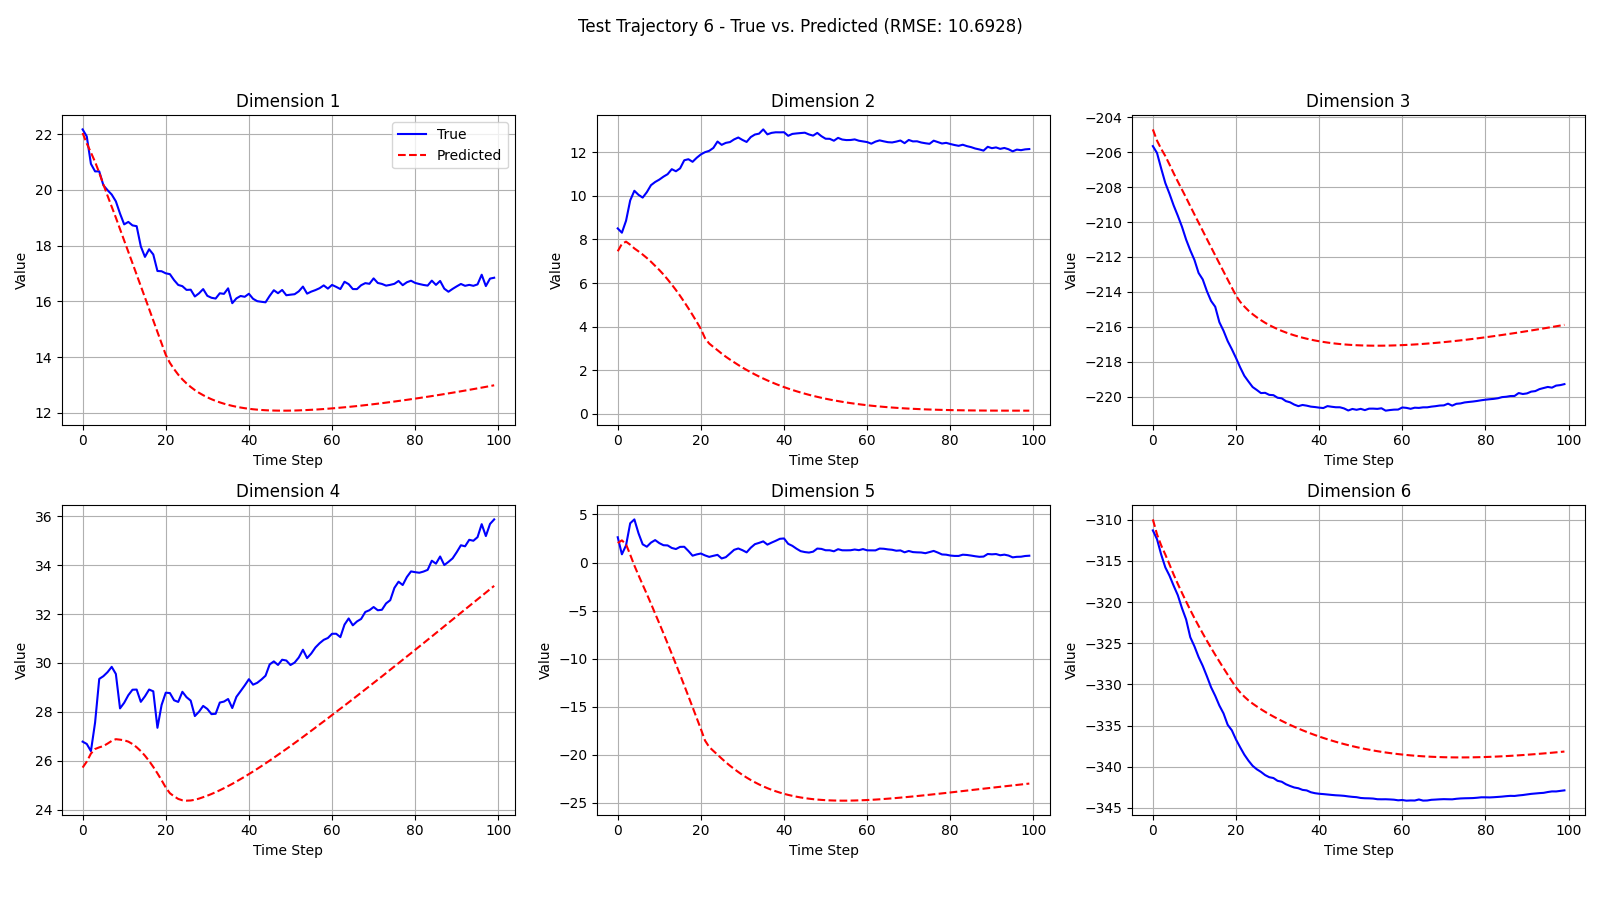 Test Trajectory 6 - True vs. Predicted (RMSE: 10.6928)
Dimension 1
22
20
18
16
14
12
Value
0 20 40 60 80 100
Time Step
True
Predicted
Dimension 2
12
10
8
6
4
2
0
Value
0 20 40 60 80 100
Time Step
Dimension 3
−204
−206
−208
−210
−212
−214
−216
−218
−220
Value
0 20 40 60 80 100
Time Step
Dimension 4
36
34
32
30
28
26
24
Value
0 20 40 60 80 100
Time Step
Dimension 5
5
0
−5
−10
−15
−20
−25
Value
0 20 40 60 80 100
Time Step
Dimension 6
−310
−315
−320
−325
−330
−335
−340
−345
Value
0 20 40 60 80 100
Time Step